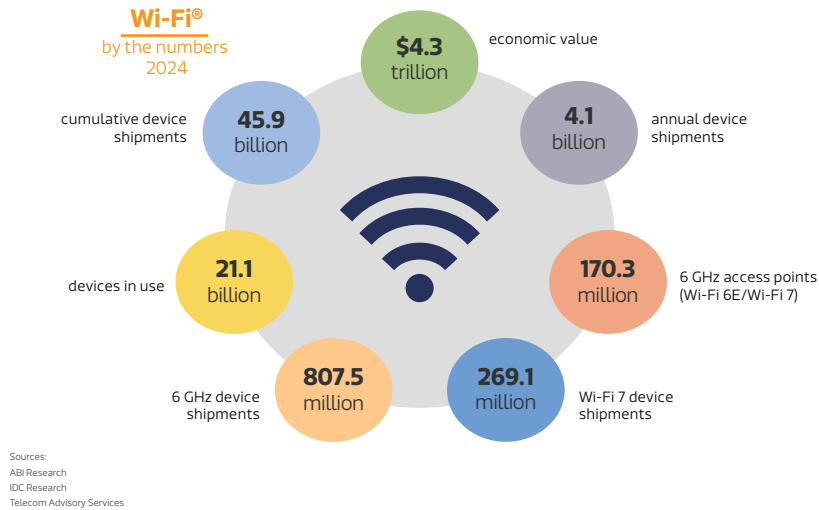 Wi-Fi®
by the numbers
2024
$4.3
trillion
economic value
4.1
billion
annual device
shipments
170.3
million
6 GHz access points
(Wi-Fi 6E/Wi-Fi 7)
269.1
million
Wi-Fi 7 device
shipments
807.5
million
6 GHz device
shipments
21.1
billion
devices in use
45.9
billion
cumulative device
shipments
Sources:
ABI Research
IDC Research
Telecom Advisory Services